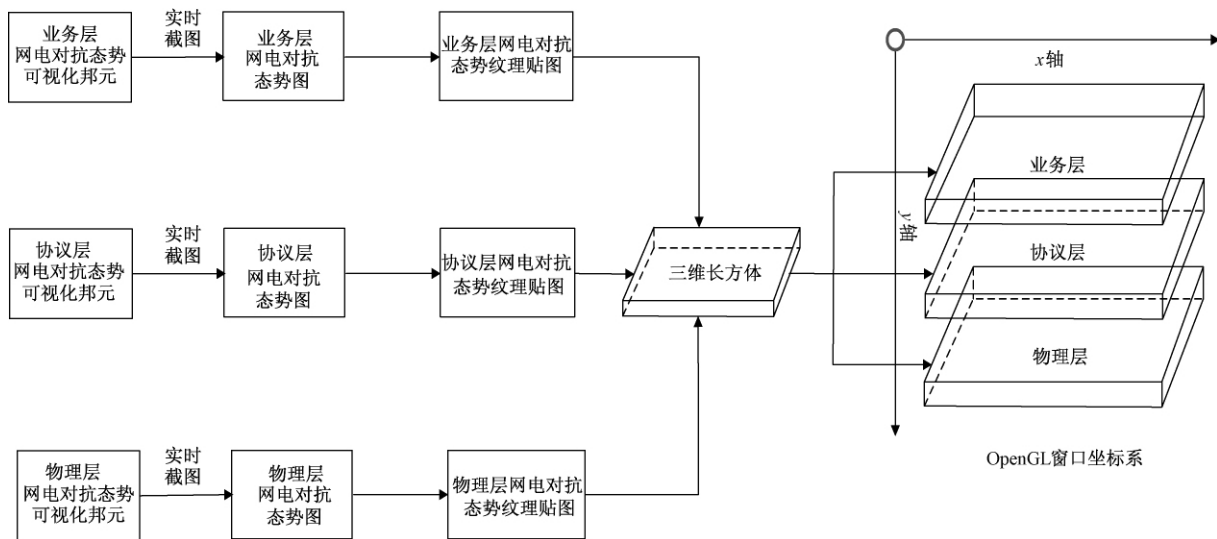 业务层
网电对抗态势
可视化邦元
实时
截图
业务层
网电对抗
态势图
业务层网电对抗
态势纹理贴图
协议层
网电对抗态势
可视化邦元
实时
截图
协议层
网电对抗
态势图
协议层网电对抗
态势纹理贴图
物理层
网电对抗态势
可视化邦元
实时
截图
物理层
网电对抗
态势图
物理层网电对抗
态势纹理贴图
三维长方体
x轴
y轴
业务层
协议层
物理层
OpenGL窗口坐标系